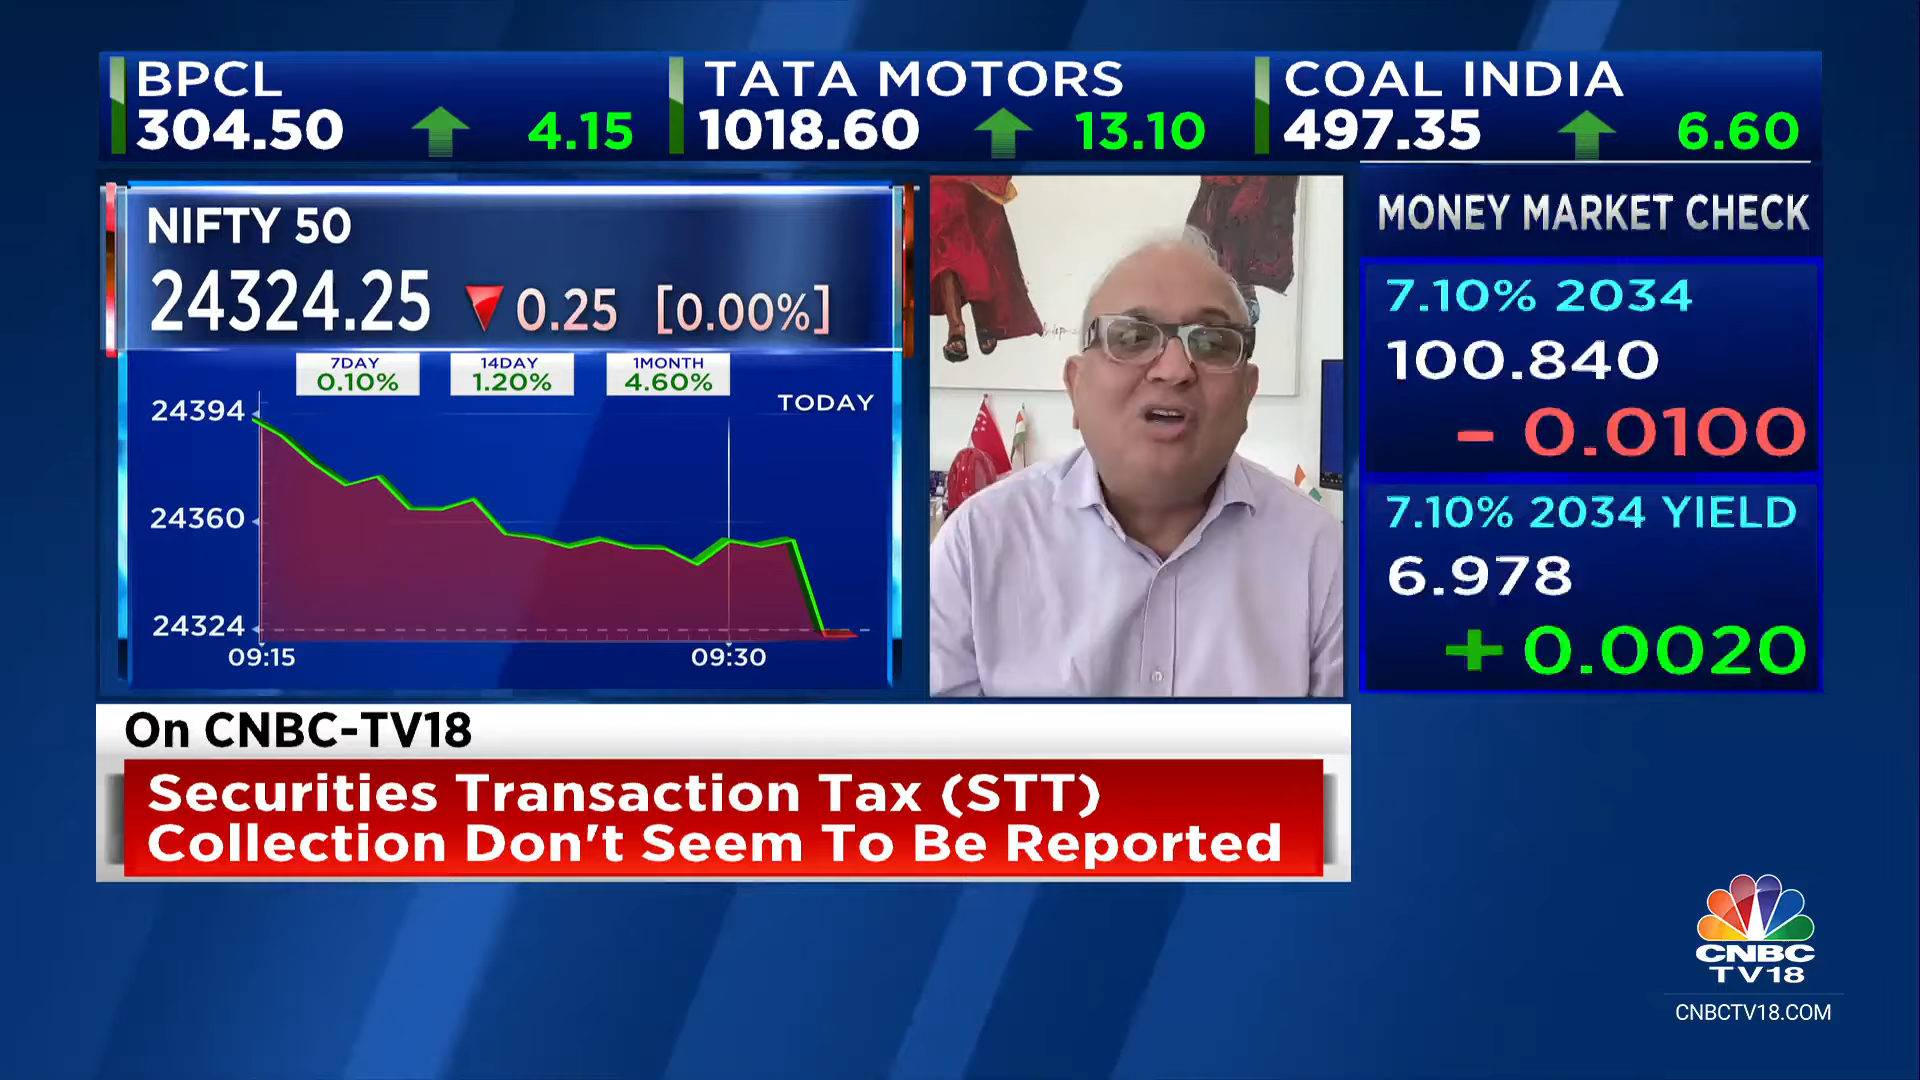 BPCL
304.50 4.15
TATA MOTORS
1018.60 13.10
COAL INDIA
497.35 6.60
NIFTY 50
24324.25 0.25 [0.00%]
7DAY
0.10%
14DAY
1.20%
1MONTH
4.60%
TODAY
24394
24360
24324
09:15 09:30
MONEY MARKET CHECK
7.10% 2034
100.840
- 0.0100
7.10% 2034 YIELD
6.978
+ 0.0020
On CNBC-TV18
Securities Transaction Tax (STT)
Collection Don't Seem To Be Reported
CNBC
TV18
CNBCTV18.COM